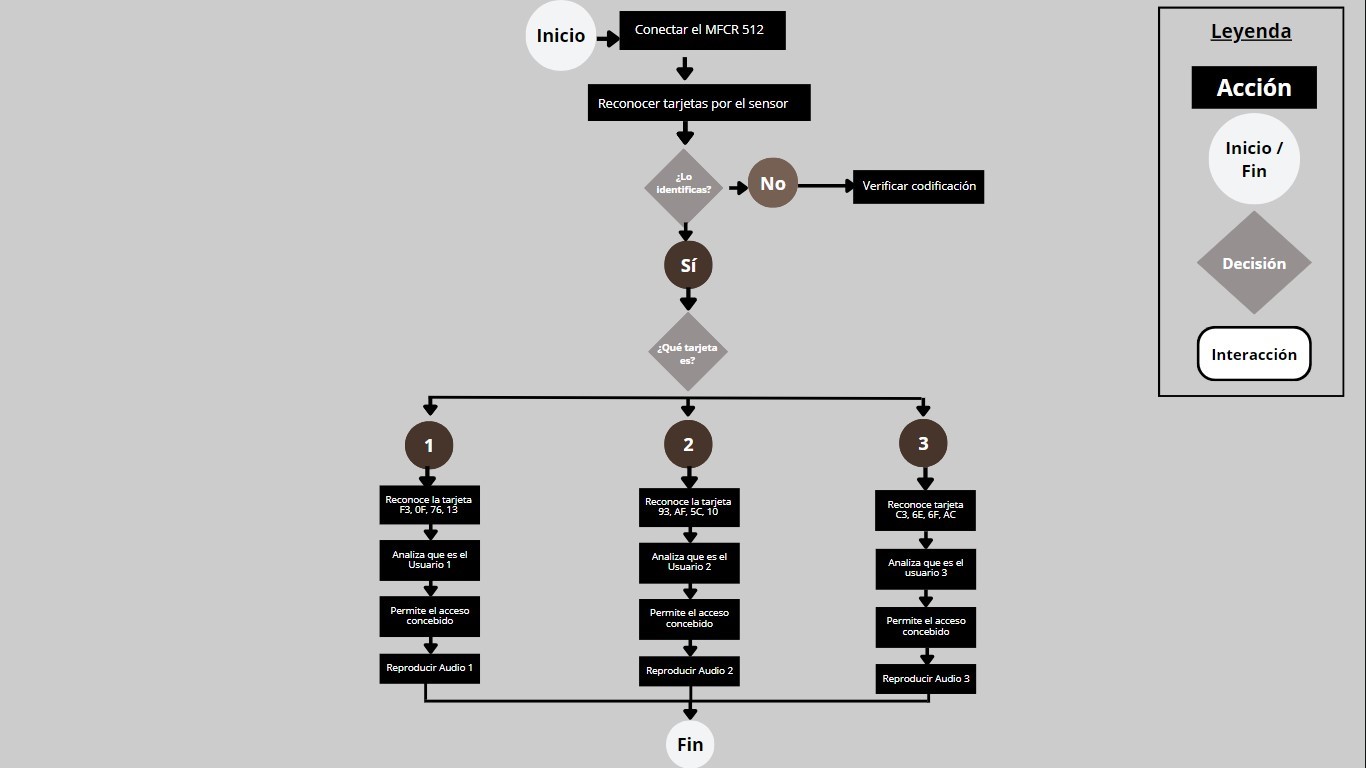 Inicio
Conectar el MFCR 512
Reconocer tarjetas por el sensor
¿Lo
identificas?
No
Verificar codificación
Sí
¿Qué tarjeta
es?
1
Reconoce la tarjeta
F3, 0F, 76, 13
Analiza que es el
Usuario 1
Permite el acceso
concebido
Reproducir Audio 1
2
Reconoce la tarjeta
93, AF, 5C, 10
Analiza que es el
Usuario 2
Permite el acceso
concebido
Reproducir Audio 2
3
Reconoce tarjeta
C3, 6E, 6F, AC
Analiza que es el
usuario 3
Permite el acceso
concebido
Reproducir Audio 3
Fin
Leyenda
Acción
Inicio /
Fin
Decisión
Interacción